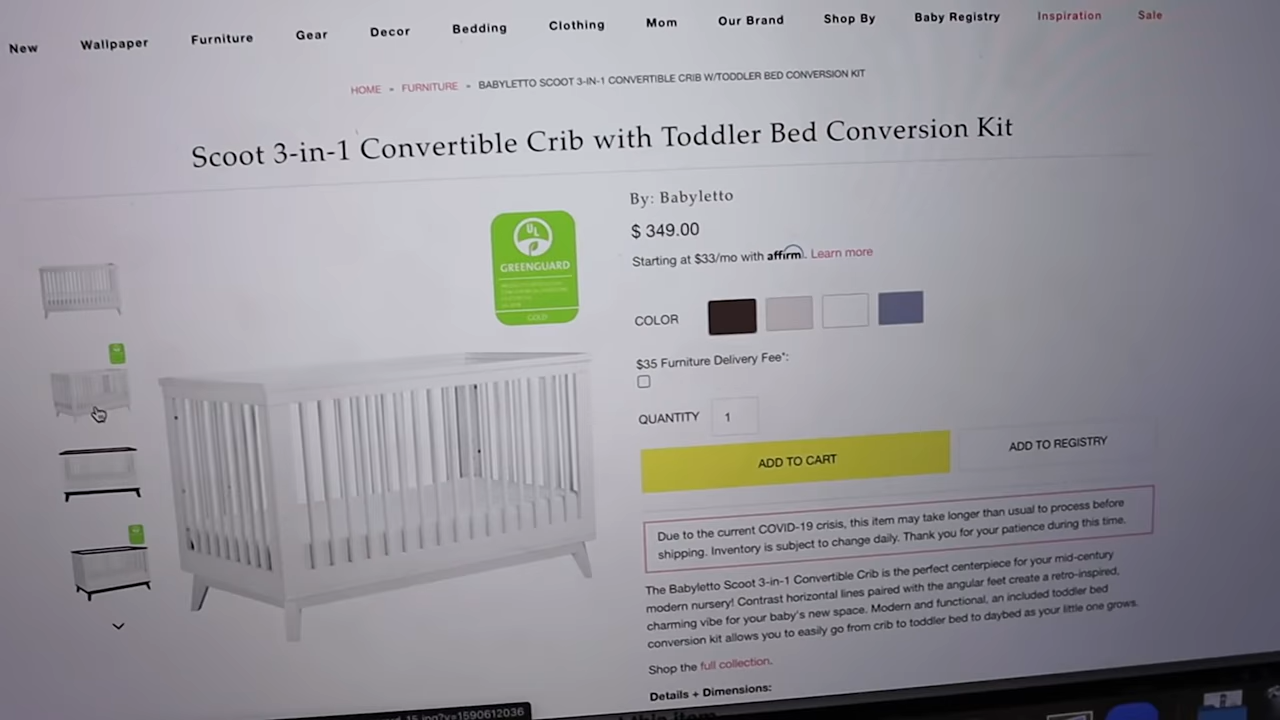 New Wallpaper Furniture Gear Decor Bedding Clothing Mom Our Brand Shop By Baby Registry Inspiration Sale
HOME - FURNITURE - BABYLETTO SCOOT 3-IN-1 CONVERTIBLE CRIB W/TODDLER BED CONVERSION KIT
Scoot 3-in-1 Convertible Crib with Toddler Bed Conversion Kit
UL
GREENGUARD
GOLD
By: Babyletto
$ 349.00
Starting at $33/mo with affirm. Learn more
COLOR
$35 Furniture Delivery Fee*:
QUANTITY 1
ADD TO CART ADD TO REGISTRY
Due to the current COVID-19 crisis, this item may take longer than usual to process before
shipping. Inventory is subject to change daily. Thank you for your patience during this time.
The Babyletto Scoot 3-in-1 Convertible Crib is the perfect centerpiece for your mid-century
modern nursery! Contrast horizontal lines paired with the angular feet create a retro-inspired,
charming vibe for your baby's new space. Modern and functional, an included toddler bed
conversion kit allows you to easily go from crib to toddler bed to daybed as your little one grows.
Shop the full collection.
Details + Dimensions:
15.jpg?v=1590612036